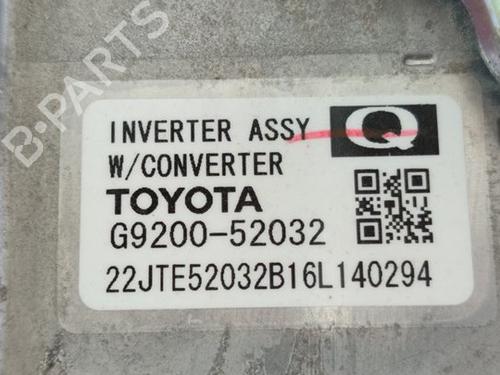 B-PARTS
INVERTER ASSY Q
W/CONVERTER
TOYOTA
G9200-52032
22JTE52032B16L140294